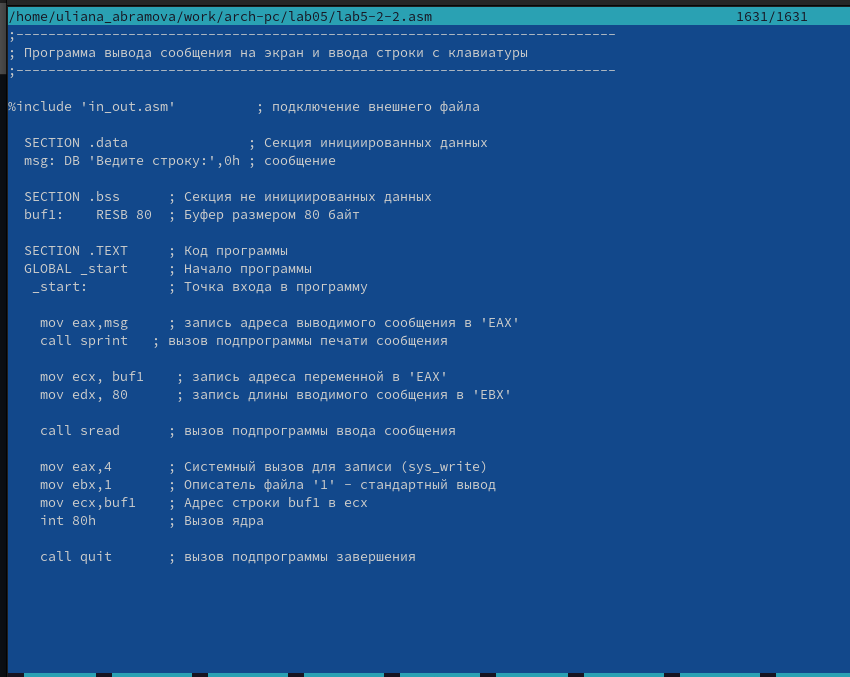 /home/uliana_abramova/work/arch-pc/lab05/lab5-2-2.asm 1631/1631
;---------------------------------------------------------------------------
; Программа вывода сообщения на экран и ввода строки с клавиатуры
;---------------------------------------------------------------------------
%include 'in_out.asm' ; подключение внешнего файла
SECTION .data ; Секция инициированных данных
msg: DB 'Ведите строку:',0h ; сообщение
SECTION .bss ; Секция не инициированных данных
buf1: RESB 80 ; Буфер размером 80 байт
SECTION .TEXT ; Код программы
GLOBAL _start ; Начало программы
_start: ; Точка входа в программу
mov eax,msg ; запись адреса выводимого сообщения в 'EAX'
call sprint ; вызов подпрограммы печати сообщения
mov ecx, buf1 ; запись адреса переменной в 'EAX'
mov edx, 80 ; запись длины вводимого сообщения в 'EBX'
call sread ; вызов подпрограммы ввода сообщения
mov eax,4 ; Системный вызов для записи (sys_write)
mov ebx,1 ; Описатель файла '1' - стандартный вывод
mov ecx,buf1 ; Адрес строки buf1 в ecx
int 80h ; Вызов ядра
call quit ; вызов подпрограммы завершения